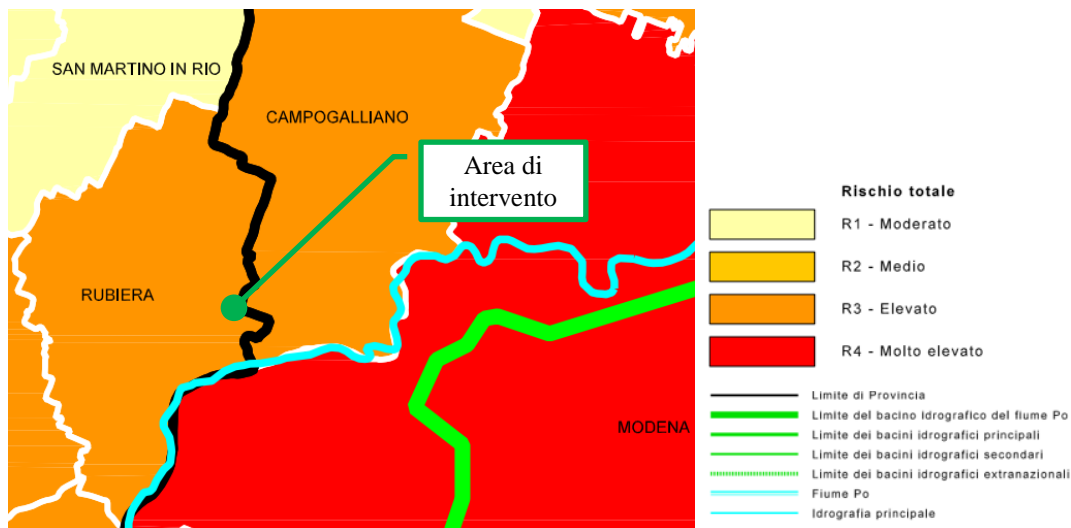 SAN MARTINO IN RIO
CAMPOGALLIANO
Area di
intervento
RUBIERA
MODENA
Rischio totale
R1 - Moderato
R2 - Medio
R3 - Elevato
R4 - Molto elevato
Limite di Provincia
Limite del bacino idrografico del fiume Po
Limite dei bacini idrografici principali
Limite dei bacini idrografici secondari
Limite dei bacini idrografici extranazionali
Fiume Po
Idrografia principale